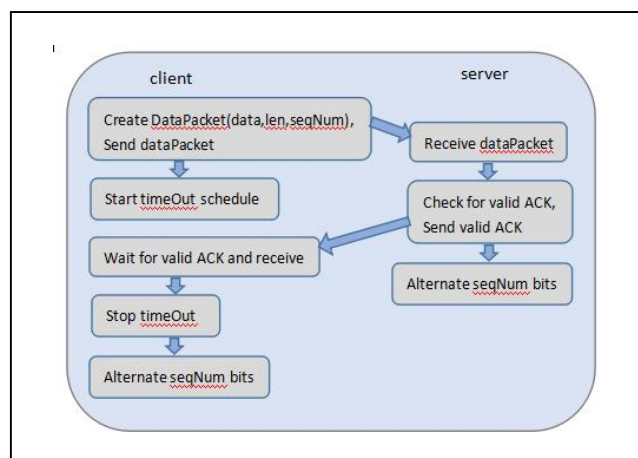 client
server
Create DataPacket(data,len,seqNum),
Send dataPacket
Receive dataPacket
Start timeOut schedule
Check for valid ACK,
Send valid ACK
Wait for valid ACK and receive
Alternate seqNum bits
Stop timeOut
Alternate seqNum bits